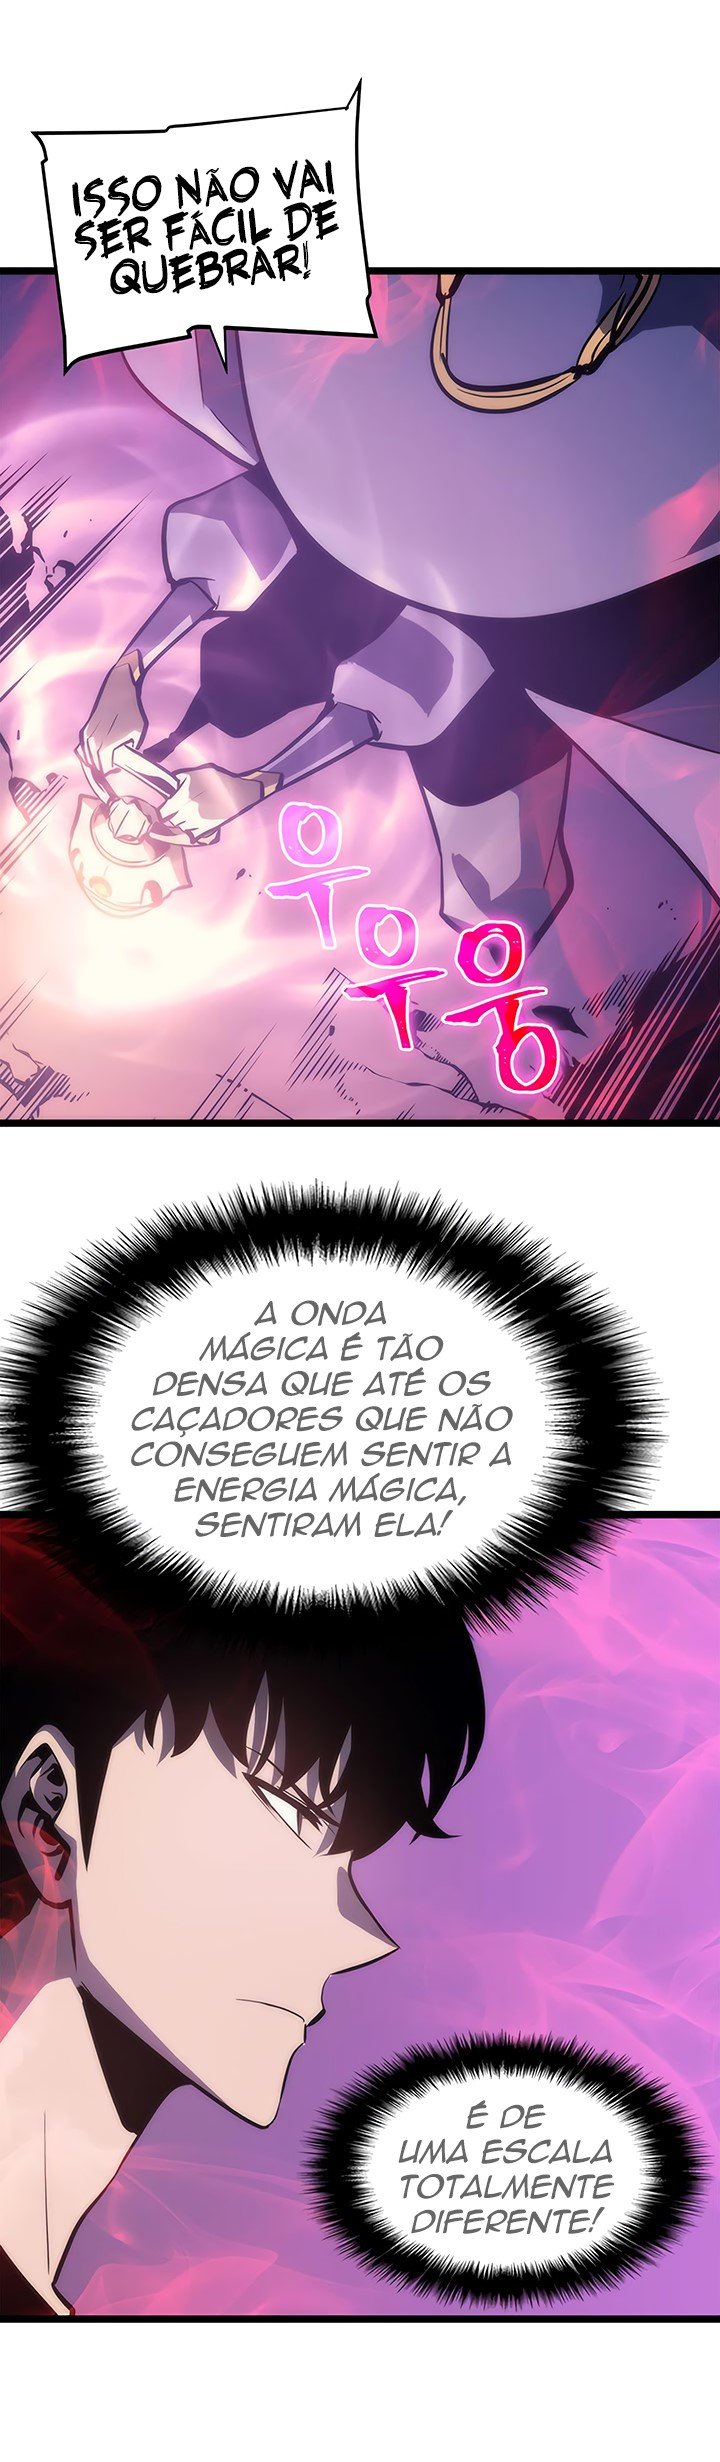 ISSO NÃO VAI
SER FÁCIL DE
QUEBRAR!
우우웅
A ONDA
MÁGICA É TÃO
DENSA QUE ATÉ OS
CAÇADORES QUE NÃO
CONSEGUEM SENTIR A
ENERGIA MÁGICA,
SENTIRAM ELA!
É DE
UMA ESCALA
TOTALMENTE
DIFERENTE!